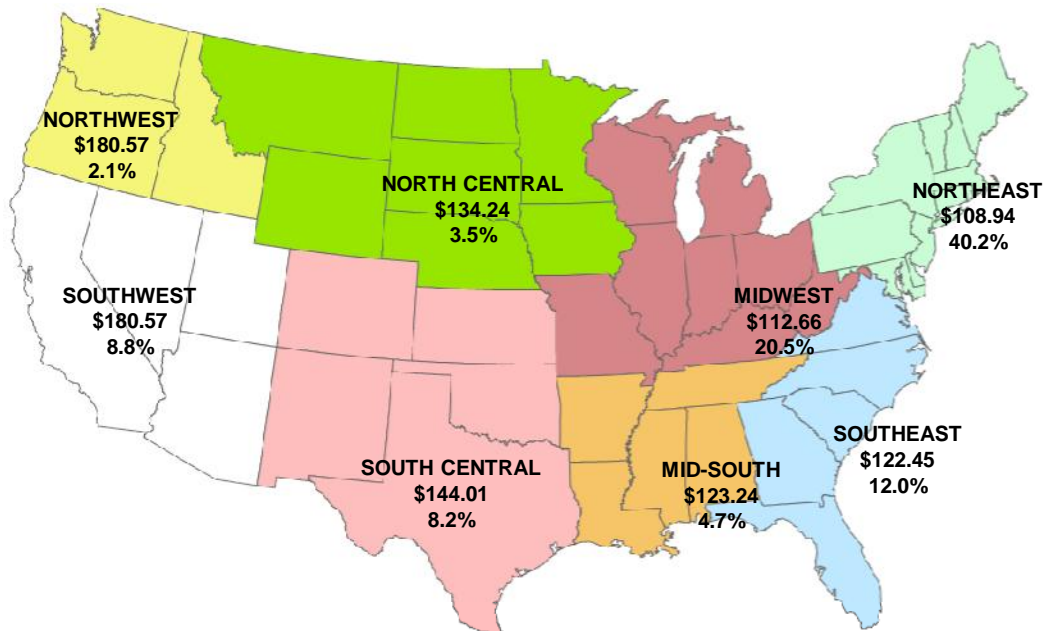 NORTHWEST
$180.57
2.1%
NORTH CENTRAL
$134.24
3.5%
NORTHEAST
$108.94
40.2%
SOUTHWEST
$180.57
8.8%
MIDWEST
$112.66
20.5%
SOUTH CENTRAL
$144.01
8.2%
MID-SOUTH
$123.24
4.7%
SOUTHEAST
$122.45
12.0%